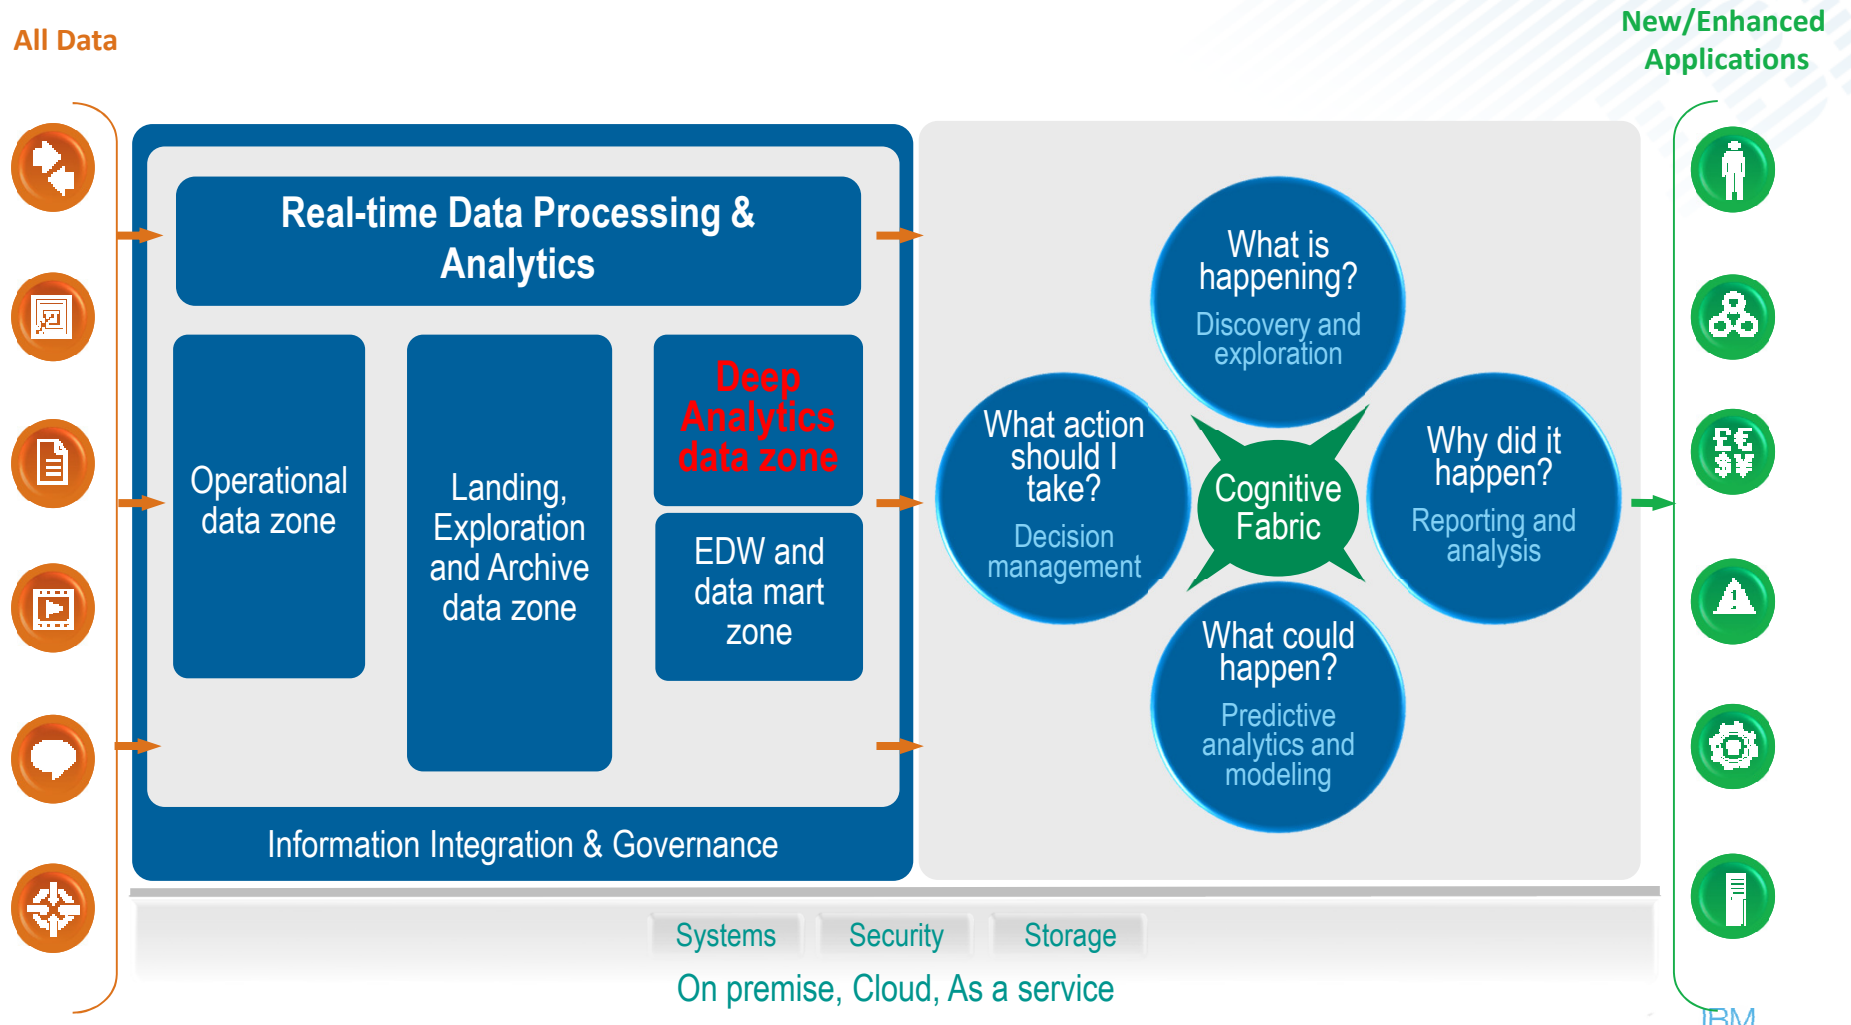 All Data
New/Enhanced
Applications
Real-time Data Processing &
Analytics
Operational
data zone
Landing,
Exploration
and Archive
data zone
Deep
Analytics
data zone
EDW and
data mart
zone
Information Integration & Governance
What is
happening?
Discovery and
exploration
What action
should I
take?
Decision
management
Cognitive
Fabric
Why did it
happen?
Reporting and
analysis
What could
happen?
Predictive
analytics and
modeling
£€
$¥
Systems
Security
Storage
On premise, Cloud, As a service
IBM